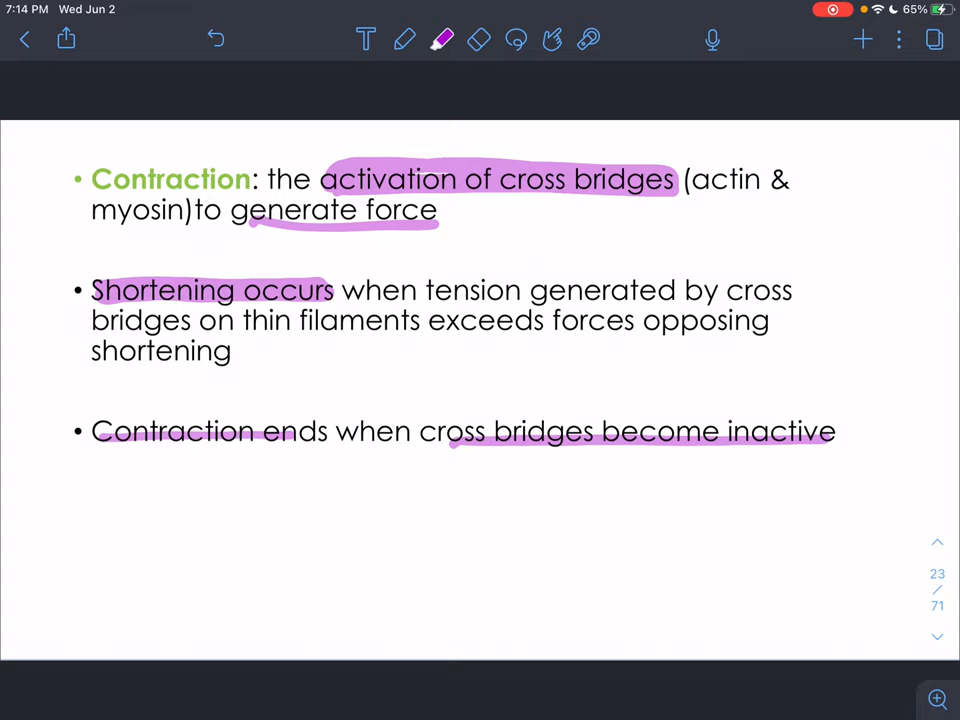 7:14 PM Wed Jun 2
65%
• Contraction: the activation of cross bridges (actin &
myosin)to generate force
• Shortening occurs when tension generated by cross
bridges on thin filaments exceeds forces opposing
shortening
• Contraction ends when cross bridges become inactive
23
/
71